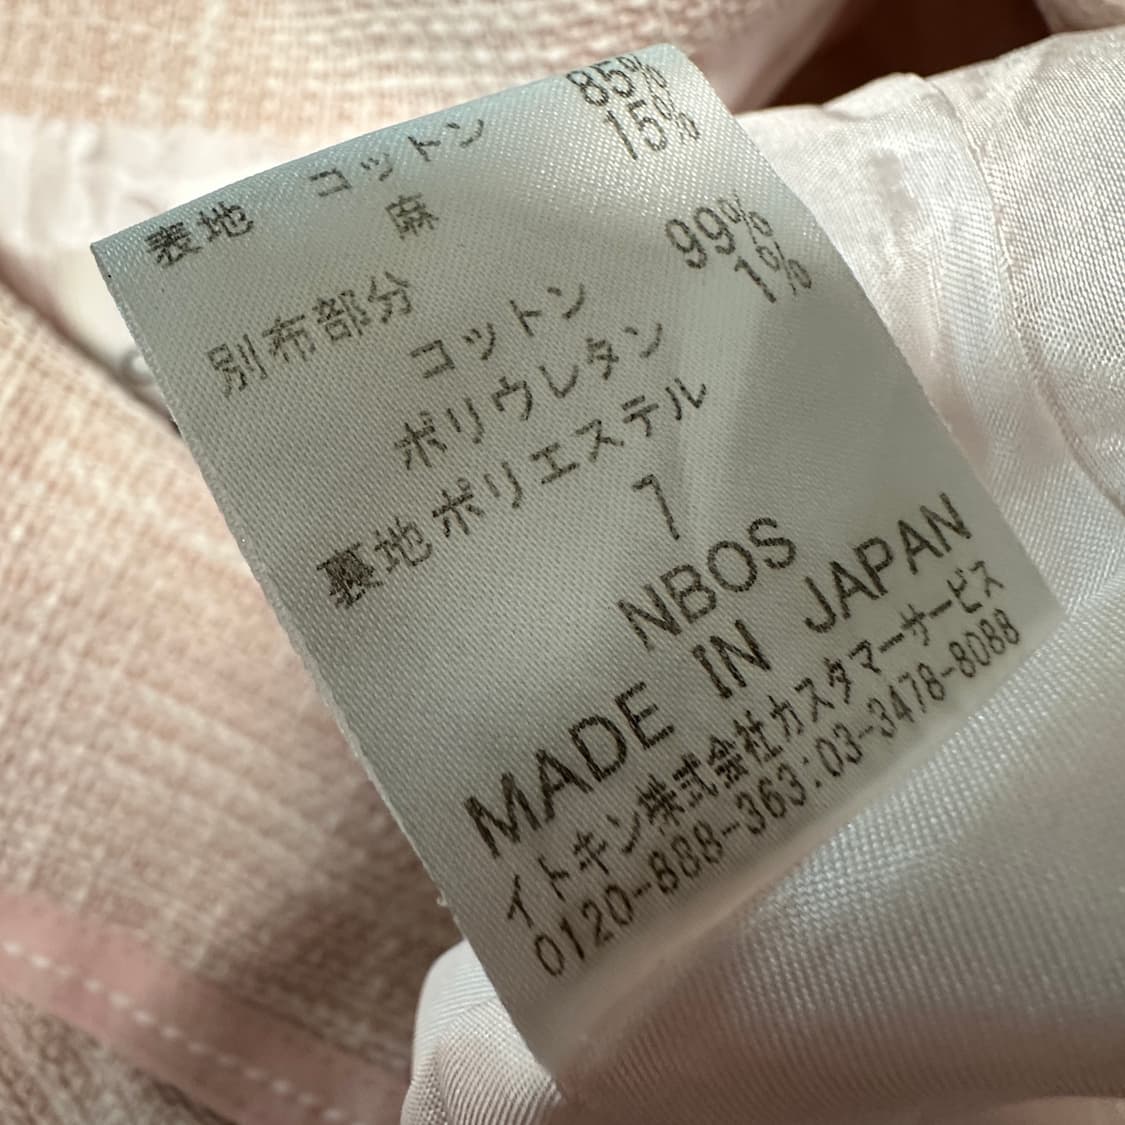 表地 コットン 85%
麻 15%
別布部分
コットン 99%
ポリウレタン 1%
裏地 ポリエステル
7
NBOS
MADE IN JAPAN
イトキン株式会社カスタマーサービス
0120-888-363:03-3478-8088